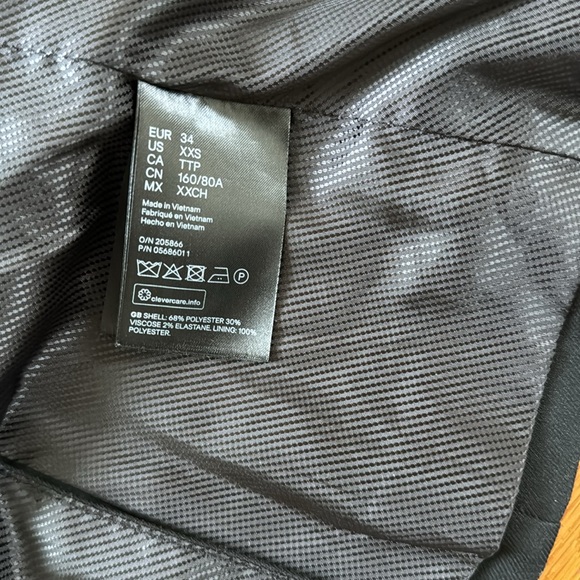 EUR 34
US XXS
CA TTP
CN 160/80A
MX XXCH
Made in Vietnam
Fabriqué en Vietnam
Hecho en Vietnam
O/N 205866
P/N 05686011
P
clevercare.info
GB SHELL: 68% POLYESTER 30%
VISCOSE 2% ELASTANE. LINING: 100%
POLYESTER.